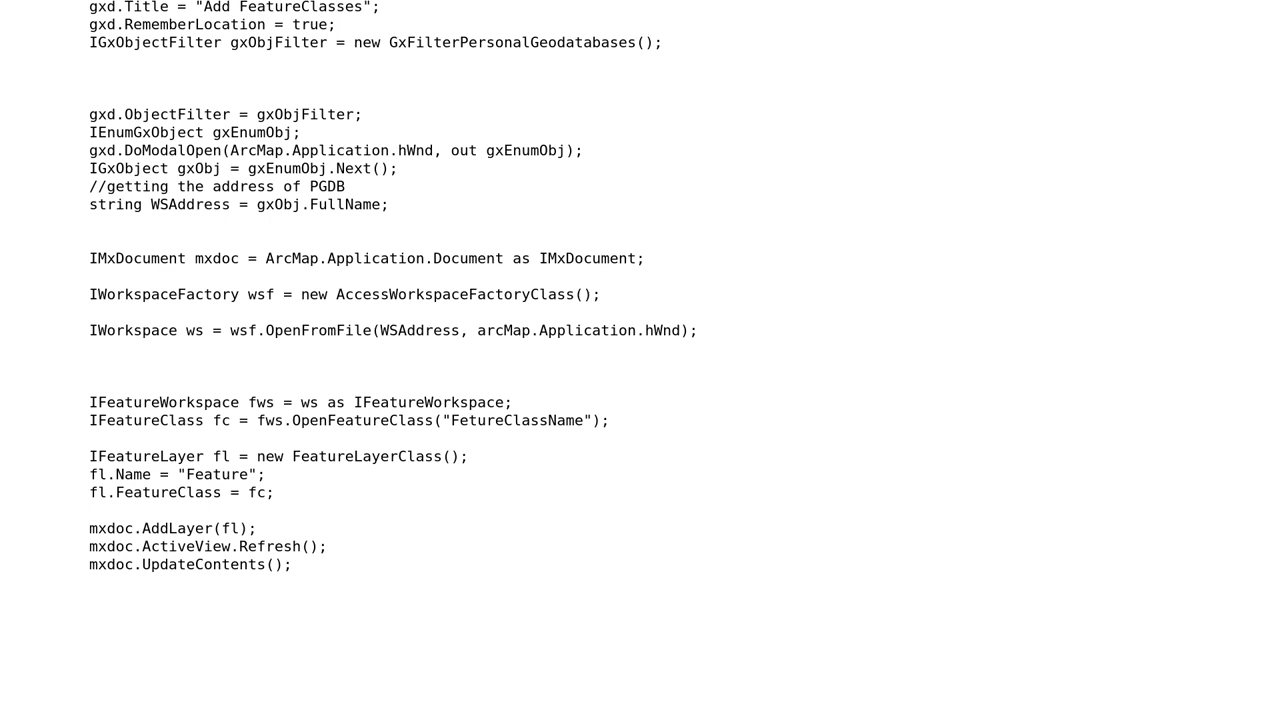 gxd.Title = "Add FeatureClasses";
gxd.RememberLocation = true;
IGxObjectFilter gxObjFilter = new GxFilterPersonalGeodatabases();
gxd.ObjectFilter = gxObjFilter;
IEnumGxObject gxEnumObj;
gxd.DoModalOpen(ArcMap.Application.hWnd, out gxEnumObj);
IGxObject gxObj = gxEnumObj.Next();
//getting the address of PGDB
string WSAddress = gxObj.FullName;
IMxDocument mxdoc = ArcMap.Application.Document as IMxDocument;
IWorkspaceFactory wsf = new AccessWorkspaceFactoryClass();
IWorkspace ws = wsf.OpenFromFile(WSAddress, arcMap.Application.hWnd);
IFeatureWorkspace fws = ws as IFeatureWorkspace;
IFeatureClass fc = fws.OpenFeatureClass("FetureClassName");
IFeatureLayer fl = new FeatureLayerClass();
fl.Name = "Feature";
fl.FeatureClass = fc;
mxdoc.AddLayer(fl);
mxdoc.ActiveView.Refresh();
mxdoc.UpdateContents();